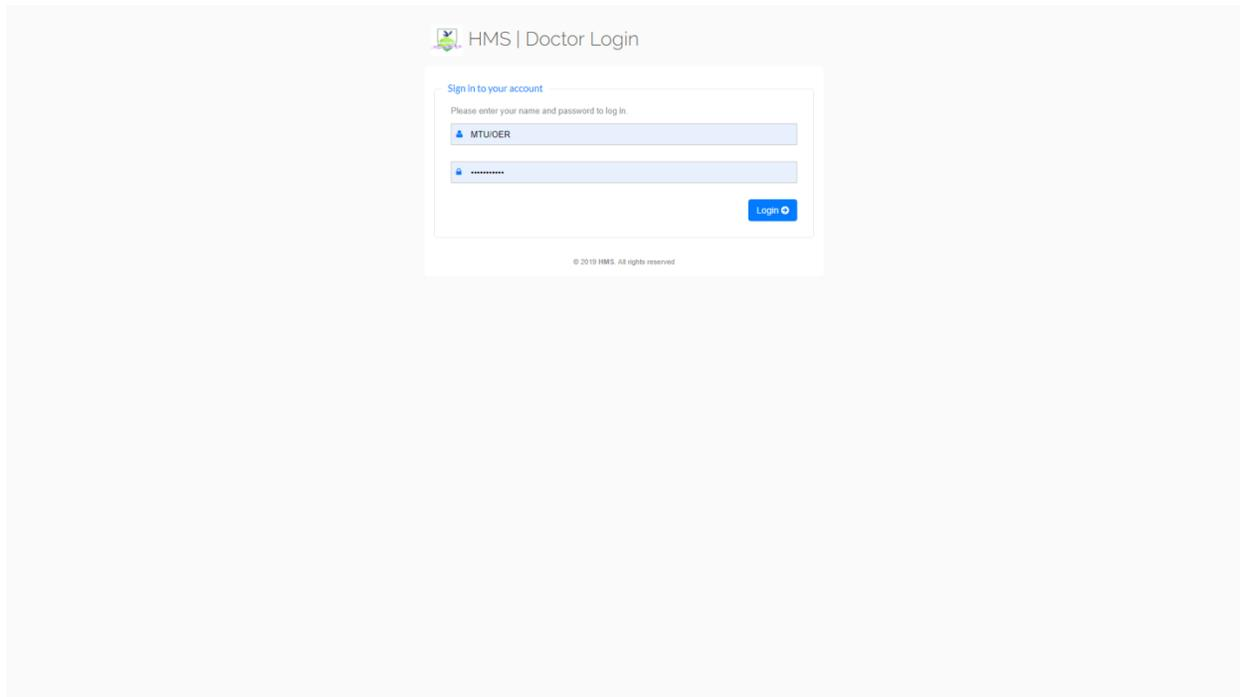 HMS | Doctor Login
Sign in to your account
Please enter your name and password to log in.
MTU/OER
•••••••••••
Login
© 2019 HMS. All rights reserved